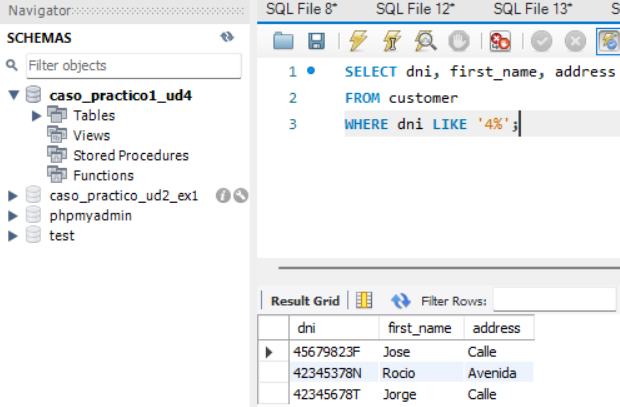 Navigator
SQL File 8* SQL File 12* SQL File 13*
SCHEMAS
Filter objects
caso_practico1_ud4
Tables
Views
Stored Procedures
Functions
caso_practico_ud2_ex1
phpmyadmin
test
1 SELECT dni, first_name, address
2 FROM customer
3 WHERE dni LIKE '4%';
Result Grid Filter Rows:
dni first_name address
45679823F Jose Calle
42345378N Rocio Avenida
42345678T Jorge Calle